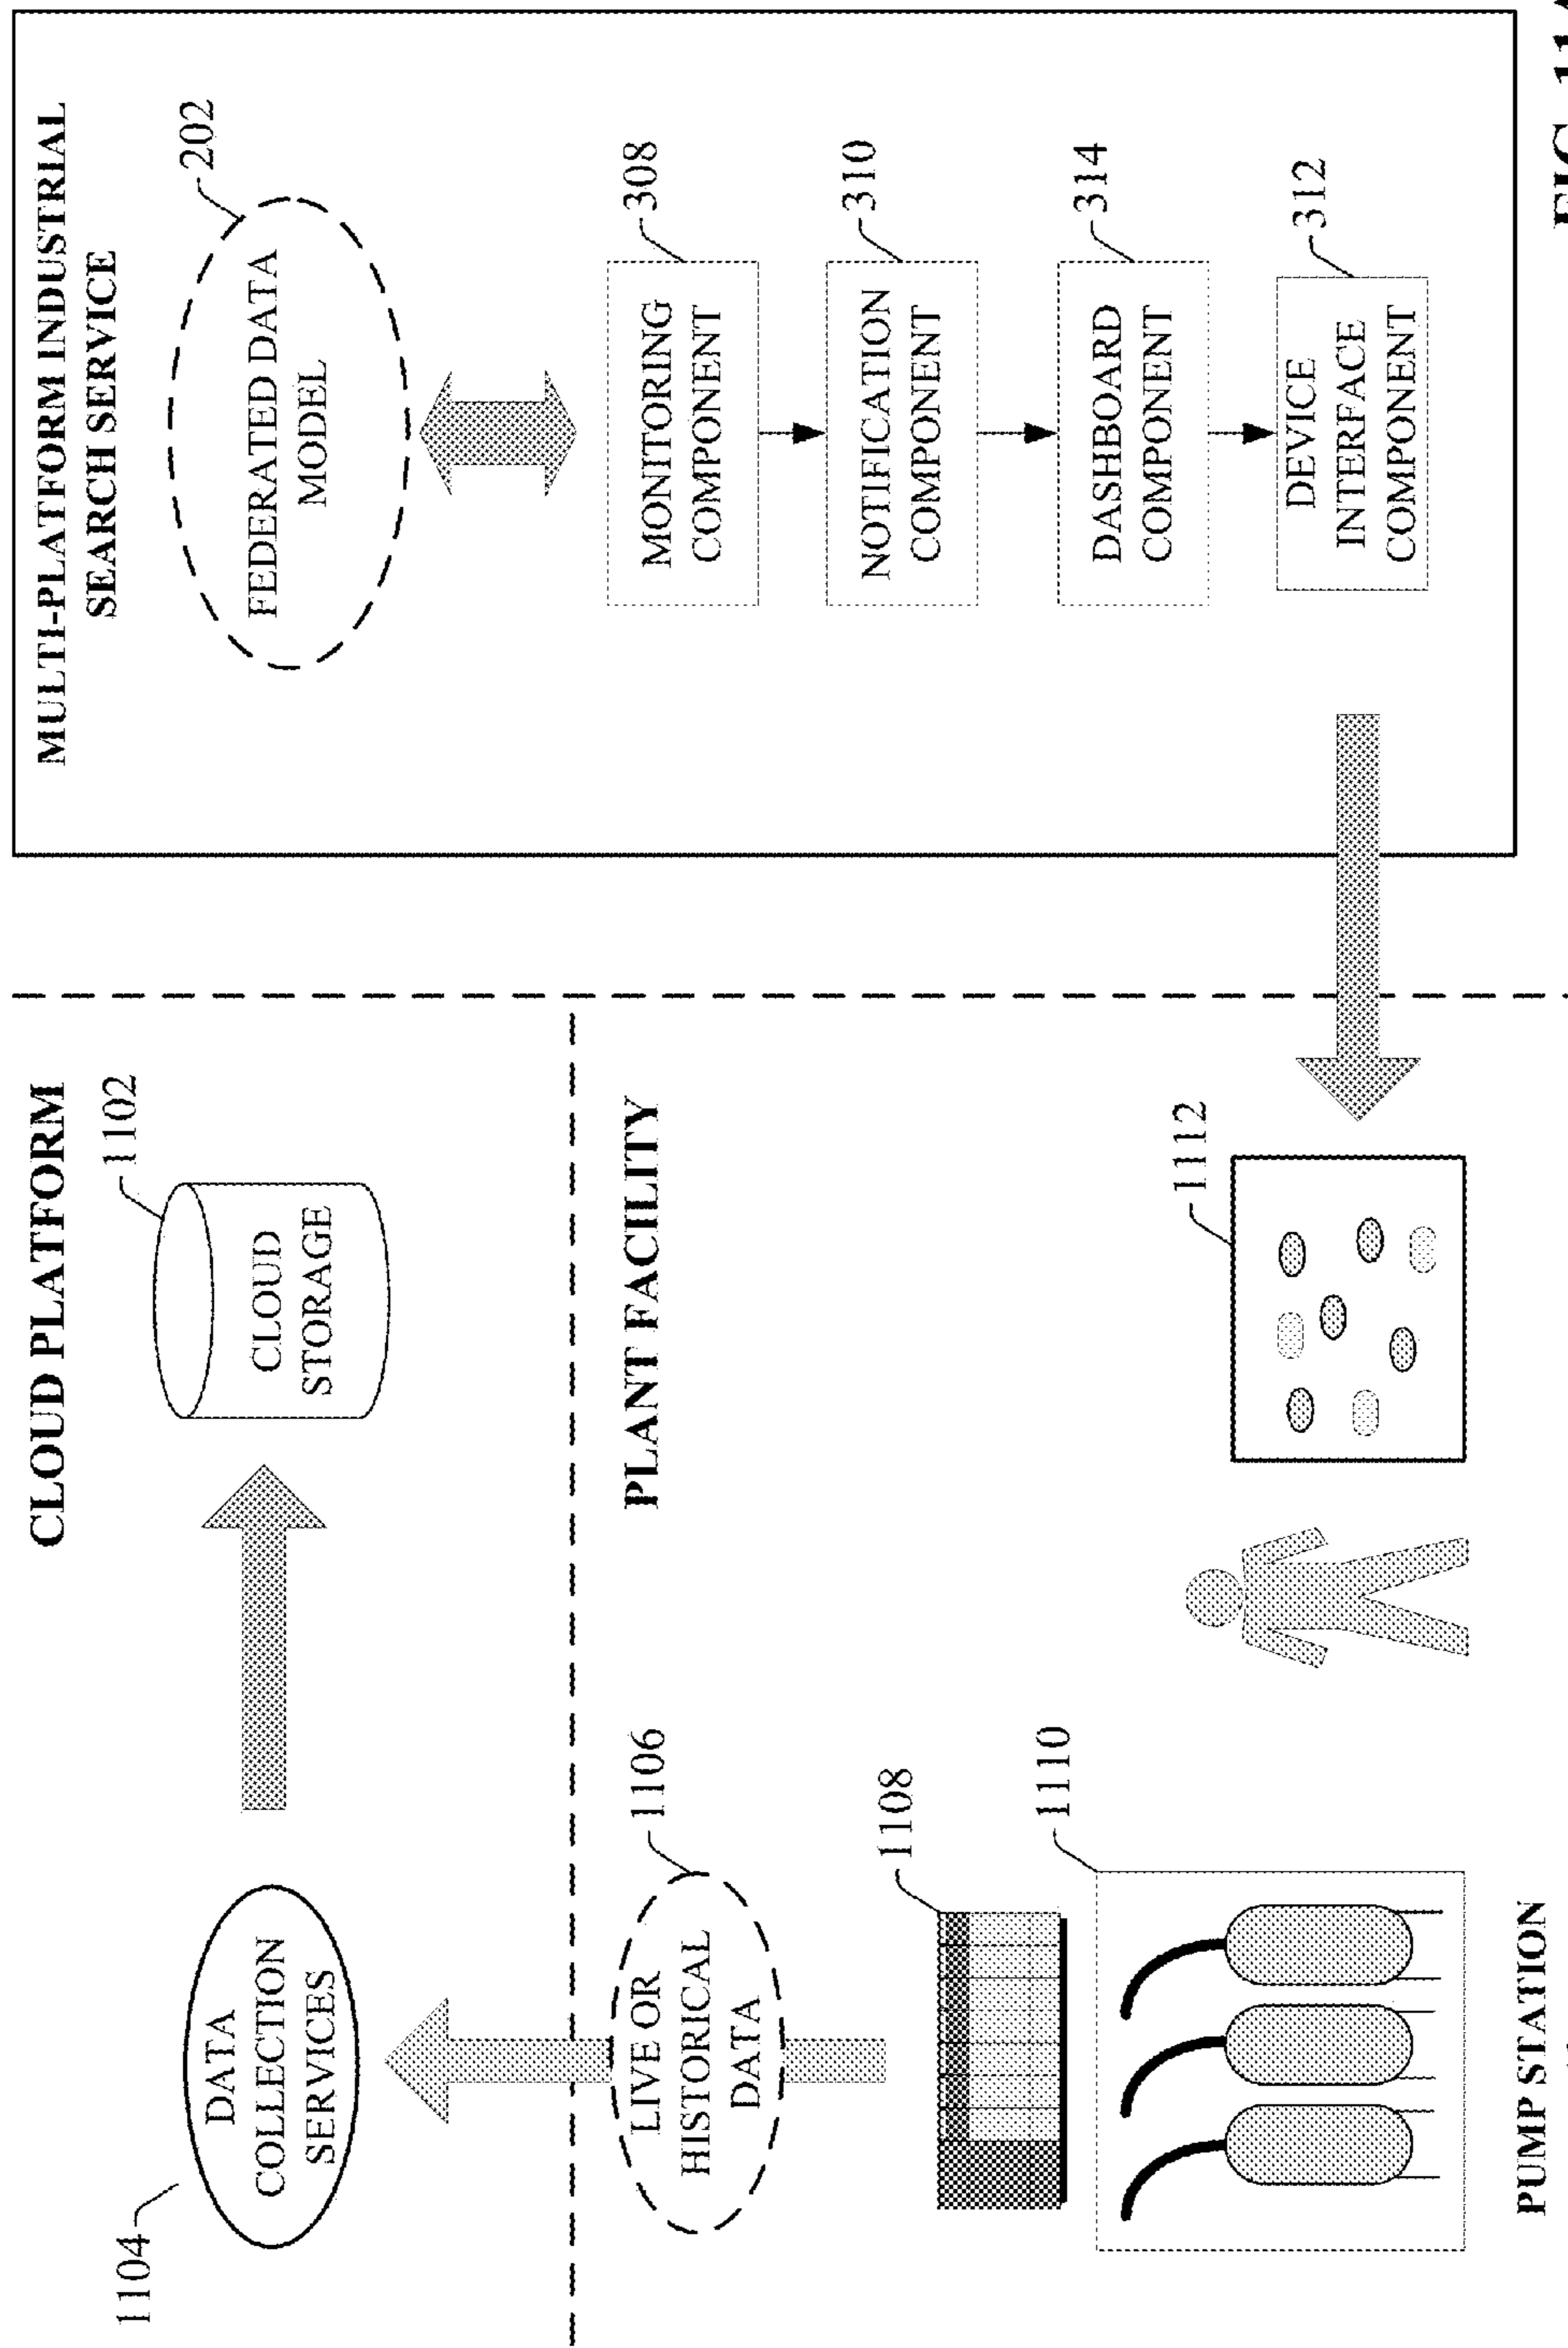 CLOUD PLATFORM
1104
DATA
COLLECTION
SERVICES
1102
CLOUD
STORAGE
PLANT FACILITY
1106
LIVE OR
HISTORICAL
DATA
1108
1110
PUMP STATION
1112
MULTI-PLATFORM INDUSTRIAL
SEARCH SERVICE
202
FEDERATED DATA
MODEL
308
MONITORING
COMPONENT
310
NOTIFICATION
COMPONENT
314
DASHBOARD
COMPONENT
312
DEVICE
INTERFACE
COMPONENT